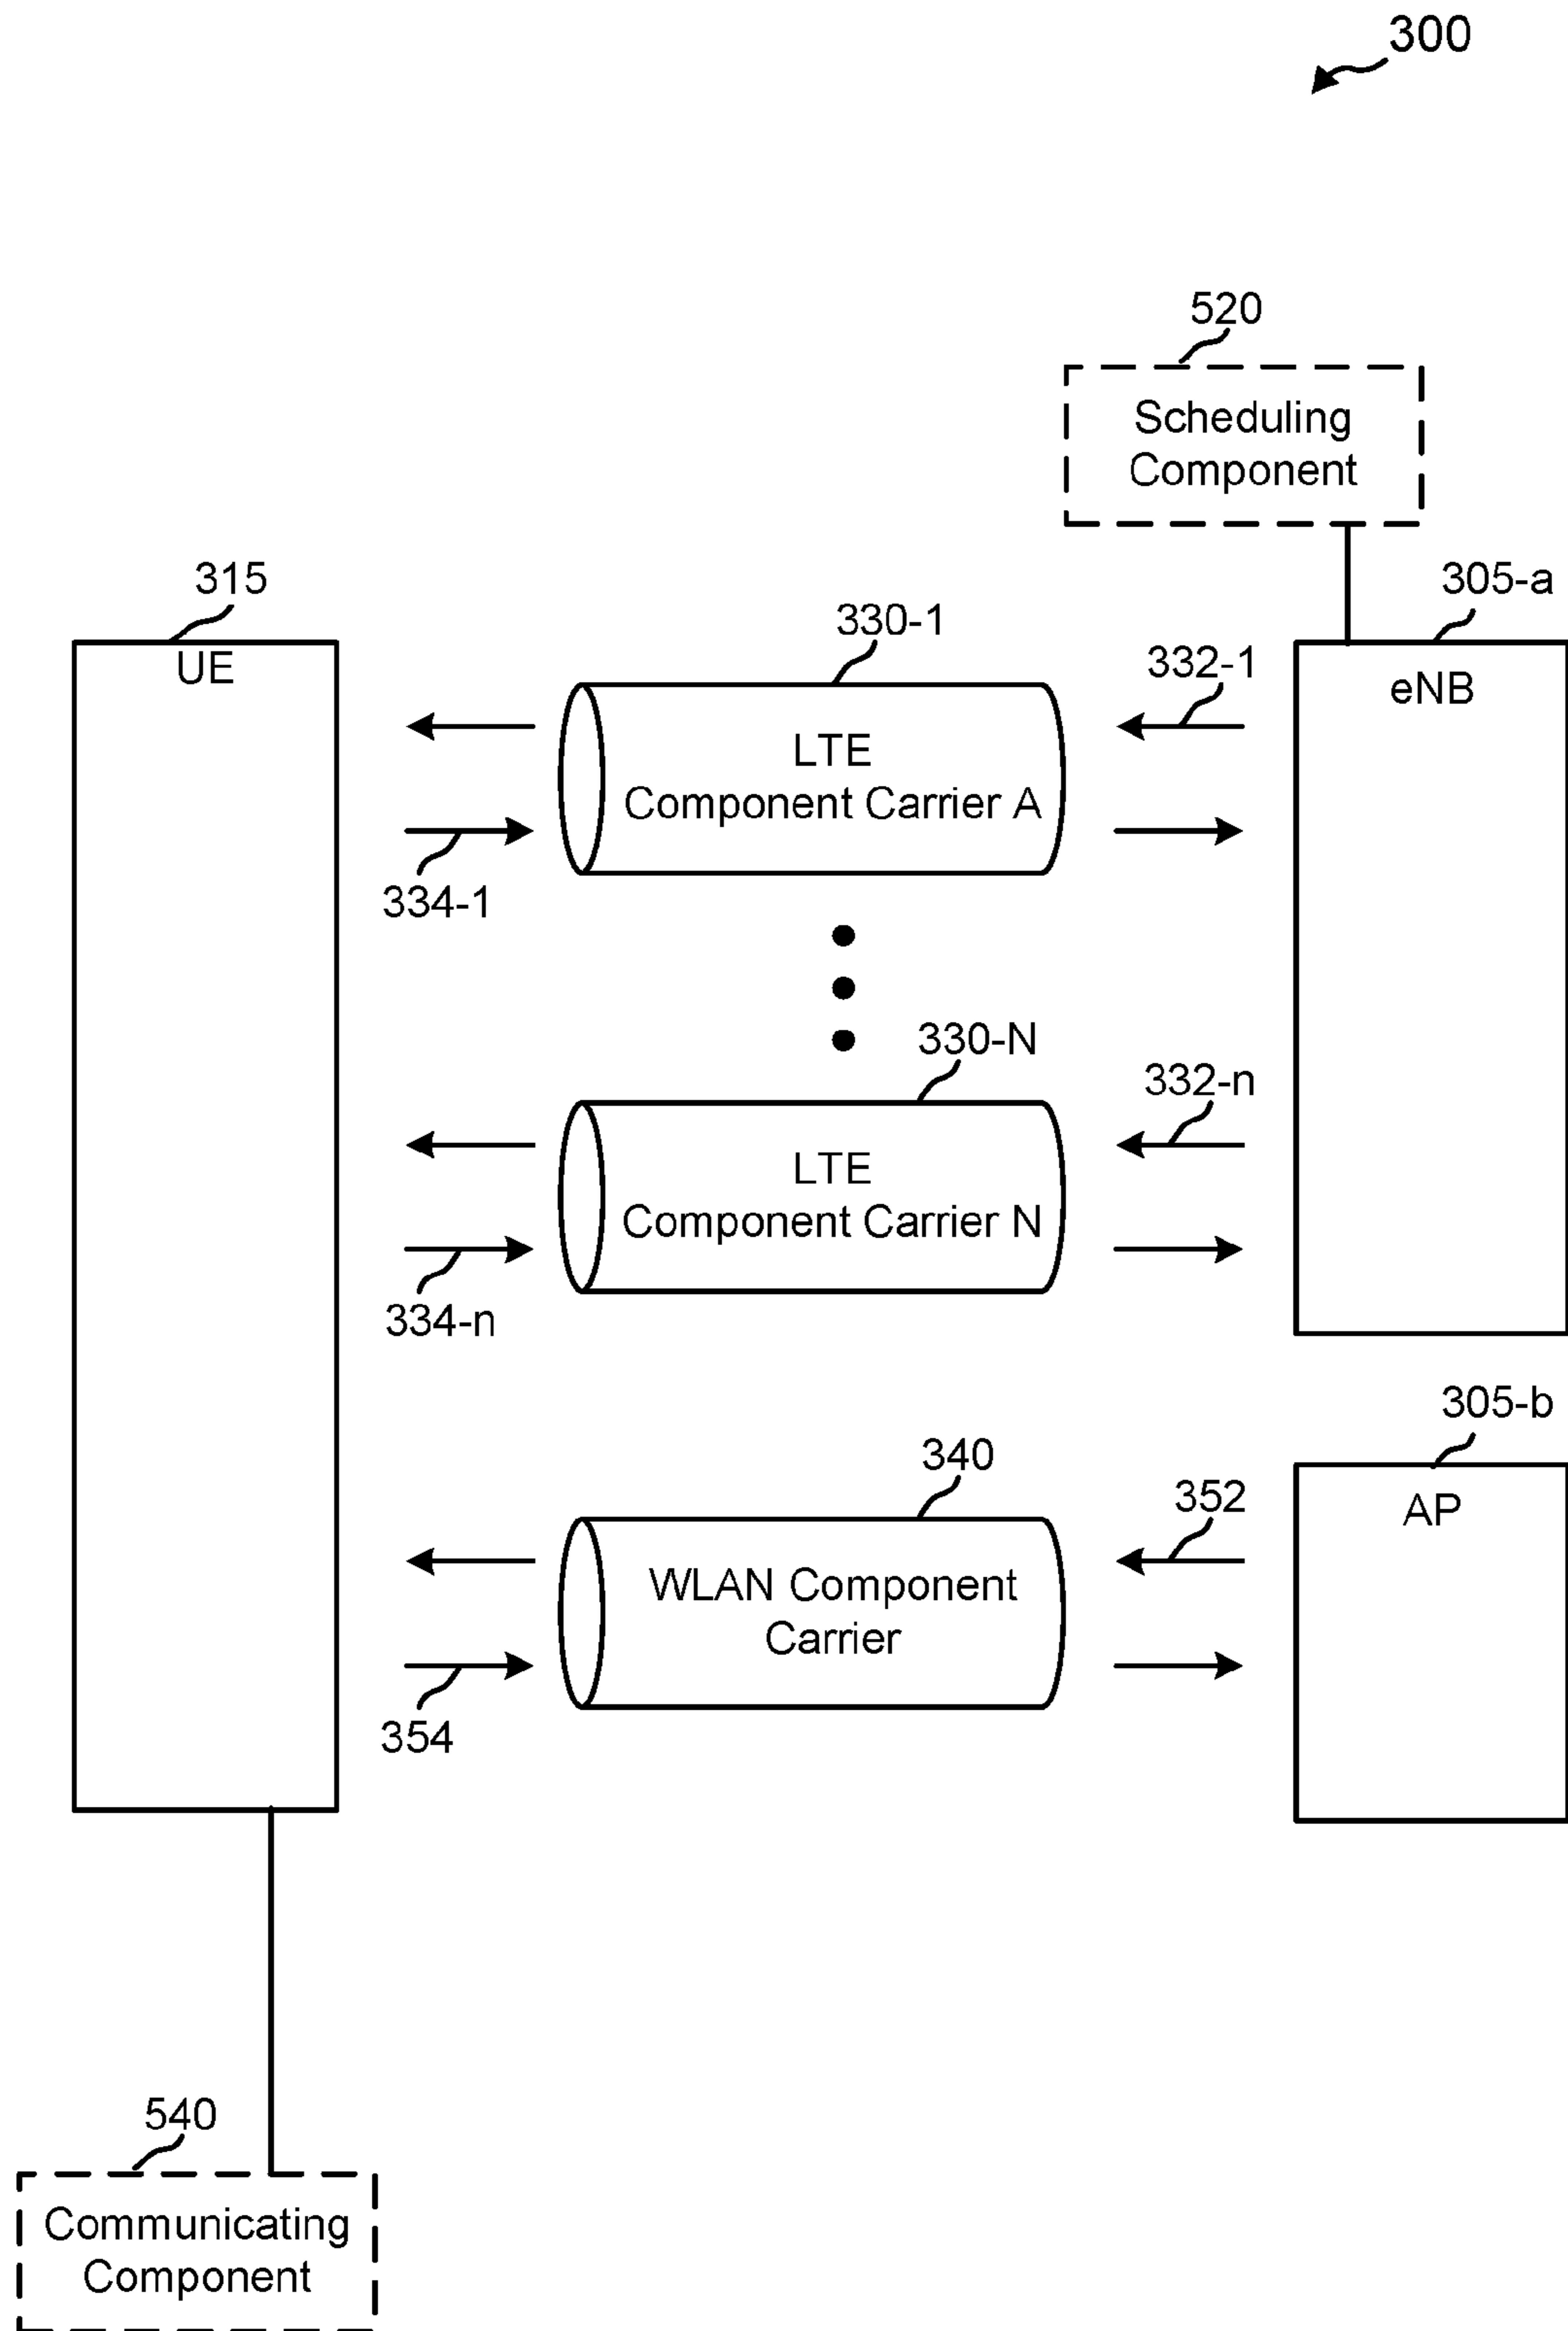 300
520
Scheduling
Component
315
305-a
UE
330-1
332-1
eNB
LTE
Component Carrier A
334-1
330-N
332-n
LTE
Component Carrier N
334-n
305-b
340
352
AP
WLAN Component
Carrier
354
540
Communicating
Component